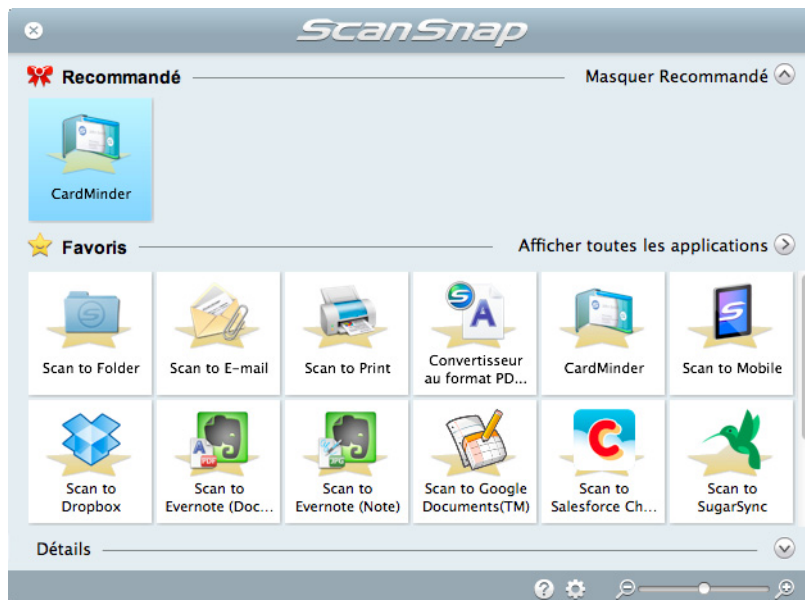 ScanSnap
Recommandé
Masquer Recommandé
CardMinder
Favoris
Afficher toutes les applications
Scan to Folder
Scan to E-mail
Scan to Print
Convertisseur
au format PD...
CardMinder
Scan to Mobile
Scan to
Dropbox
Scan to
Evernote (Doc...
Scan to
Evernote (Note)
Scan to Google
Documents(TM)
Scan to
Salesforce Ch...
Scan to
SugarSync
Détails